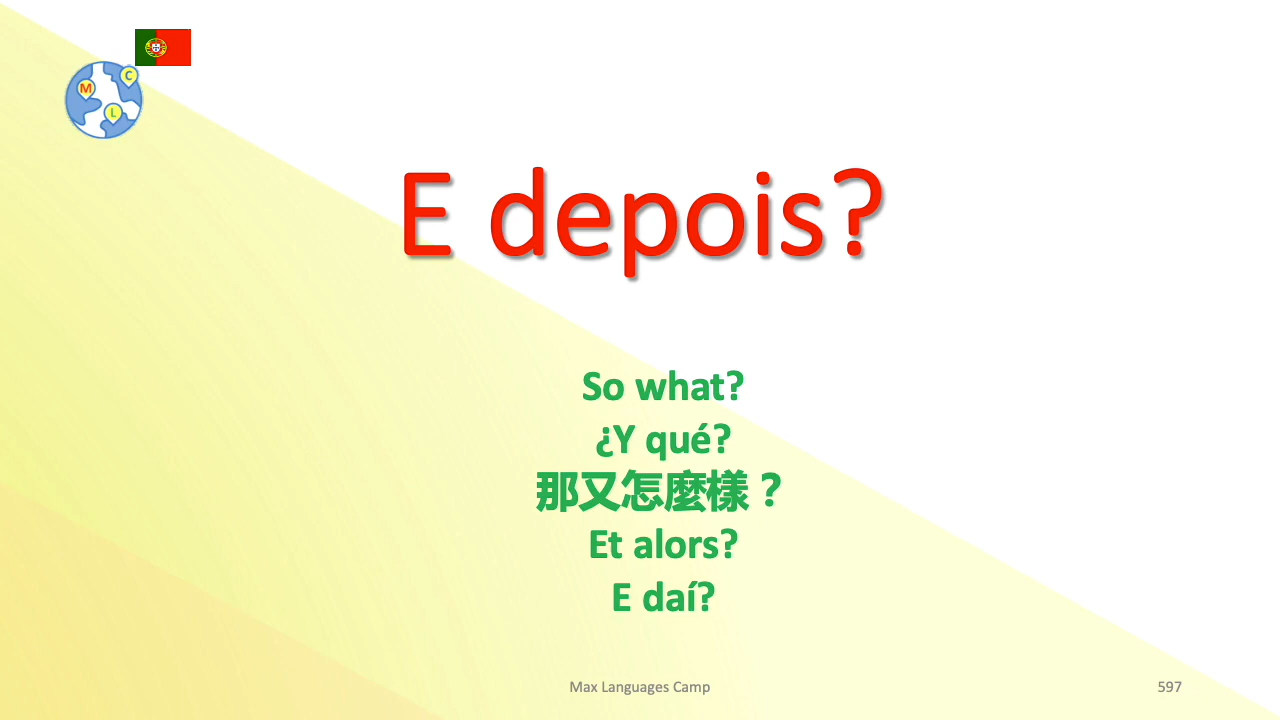 M
C
L
E depois?
So what?
¿Y qué?
那又怎麼樣？
Et alors?
E daí?
Max Languages Camp
597